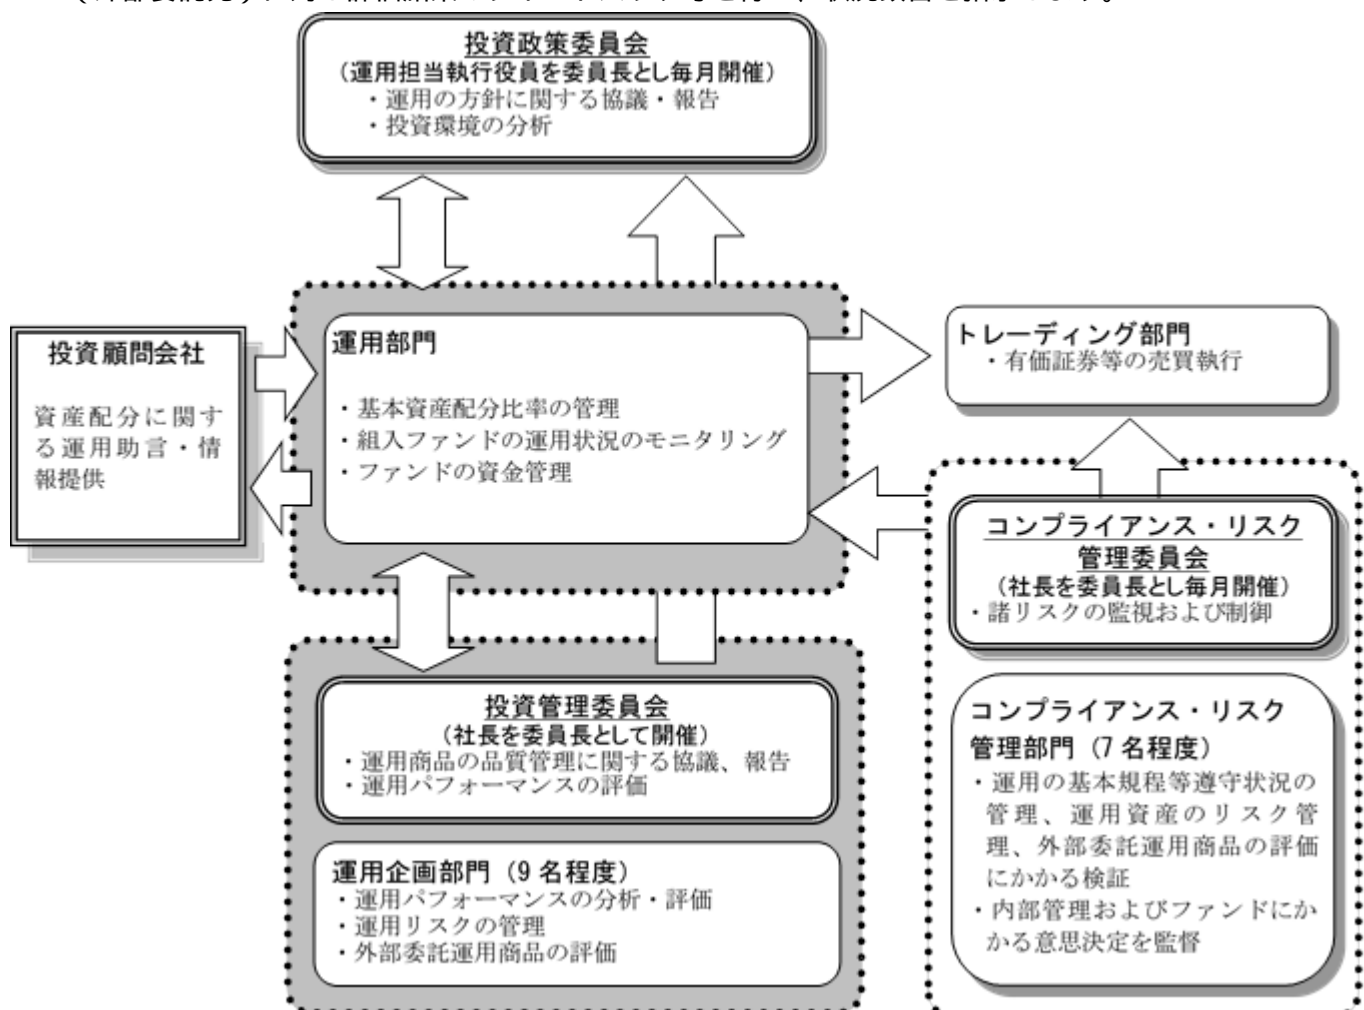 投資政策委員会
（運用担当執行役員を委員長とし毎月開催）
・運用の方針に関する協議・報告
・投資環境の分析
投資顧問会社
資産配分に関す
る運用助言・情
報提供
運用部門
・基本資産配分比率の管理
・組入ファンドの運用状況のモニタリング
・ファンドの資金管理
トレーディング部門
・有価証券等の売買執行
コンプライアンス・リスク
管理委員会
（社長を委員長とし毎月開催）
・諸リスクの監視および制御
投資管理委員会
（社長を委員長として開催）
・運用商品の品質管理に関する協議、報告
・運用パフォーマンスの評価
運用企画部門（9 名程度）
・運用パフォーマンスの分析・評価
・運用リスクの管理
・外部委託運用商品の評価
コンプライアンス・リスク
管理部門（7 名程度）
・運用の基本規程等遵守状況の
管理、運用資産のリスク管
理、外部委託運用商品の評価
にかかる検証
・内部管理およびファンドにか
かる意思決定を監督